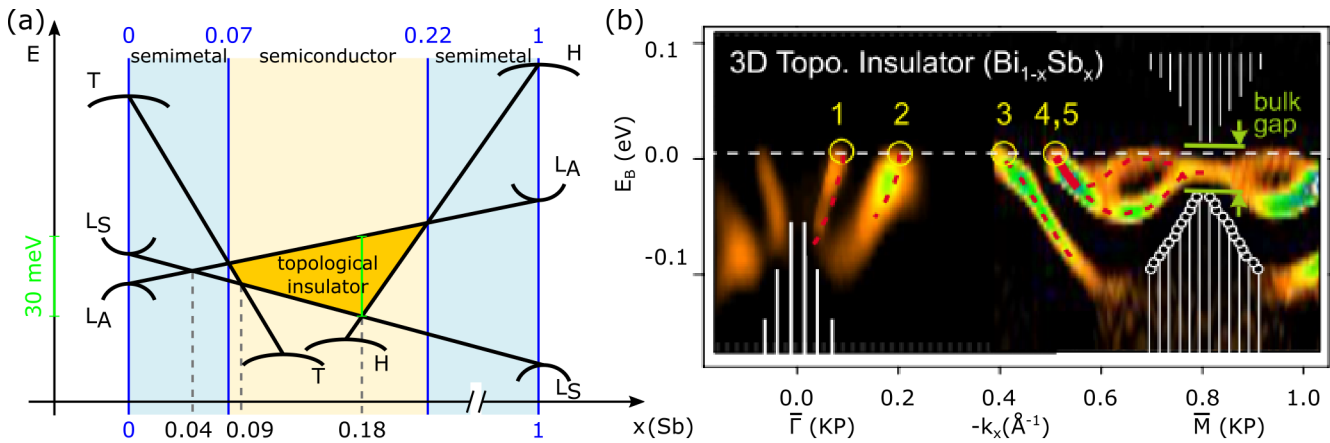 (a)
E
0
0.07
0.22
1
semimetal
semiconductor
semimetal
T
H
L_S
L_A
L_A
30 meV
topological
insulator
T
H
L_S
0
0.04
0.09
0.18
1
x(Sb)
(b)
3D Topo. Insulator (Bi_{1-x}Sb_x)
1
2
3
4,5
bulk
gap
E_B (eV)
0.1
0.0
-0.1
0.0
0.2
0.4
0.6
0.8
1.0
Γ̅ (KP)
-k_x(Å⁻¹)
M̅ (KP)